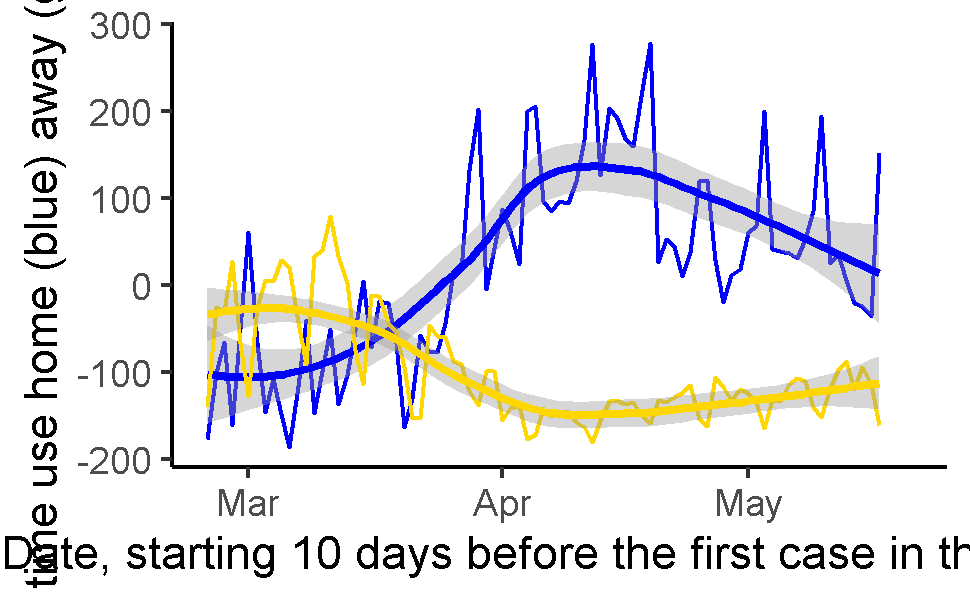 time use home (blue) away (
300
200
100
0
-100
-200
Mar Apr May
Date, starting 10 days before the first case in th